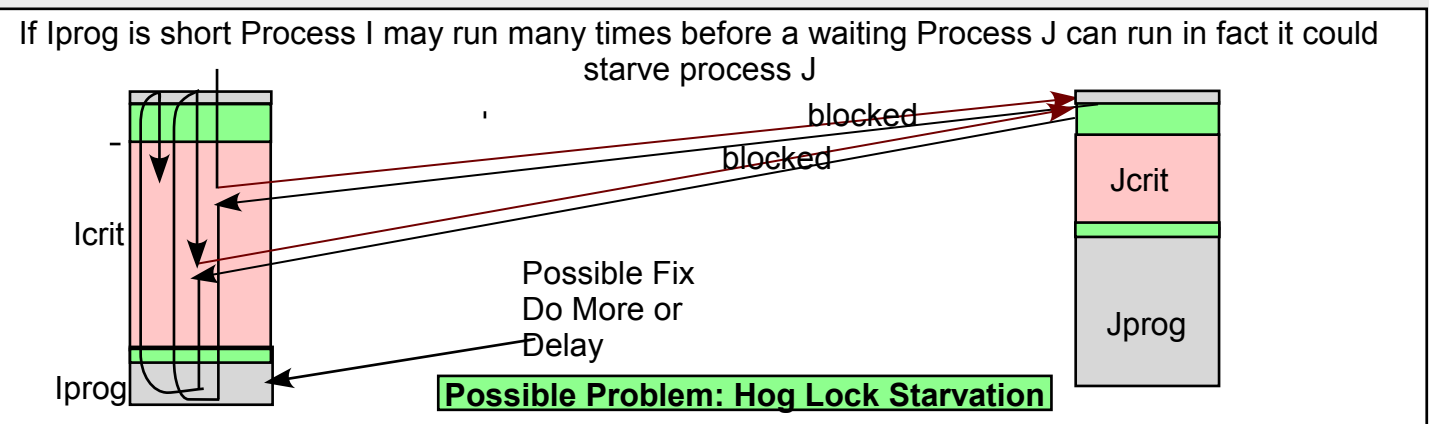 If Iprog is short Process I may run many times before a waiting Process J can run in fact it could
starve process J
blocked
blocked
Jcrit
Icrit
Possible Fix
Do More or
Delay
Jprog
Iprog
Possible Problem: Hog Lock Starvation